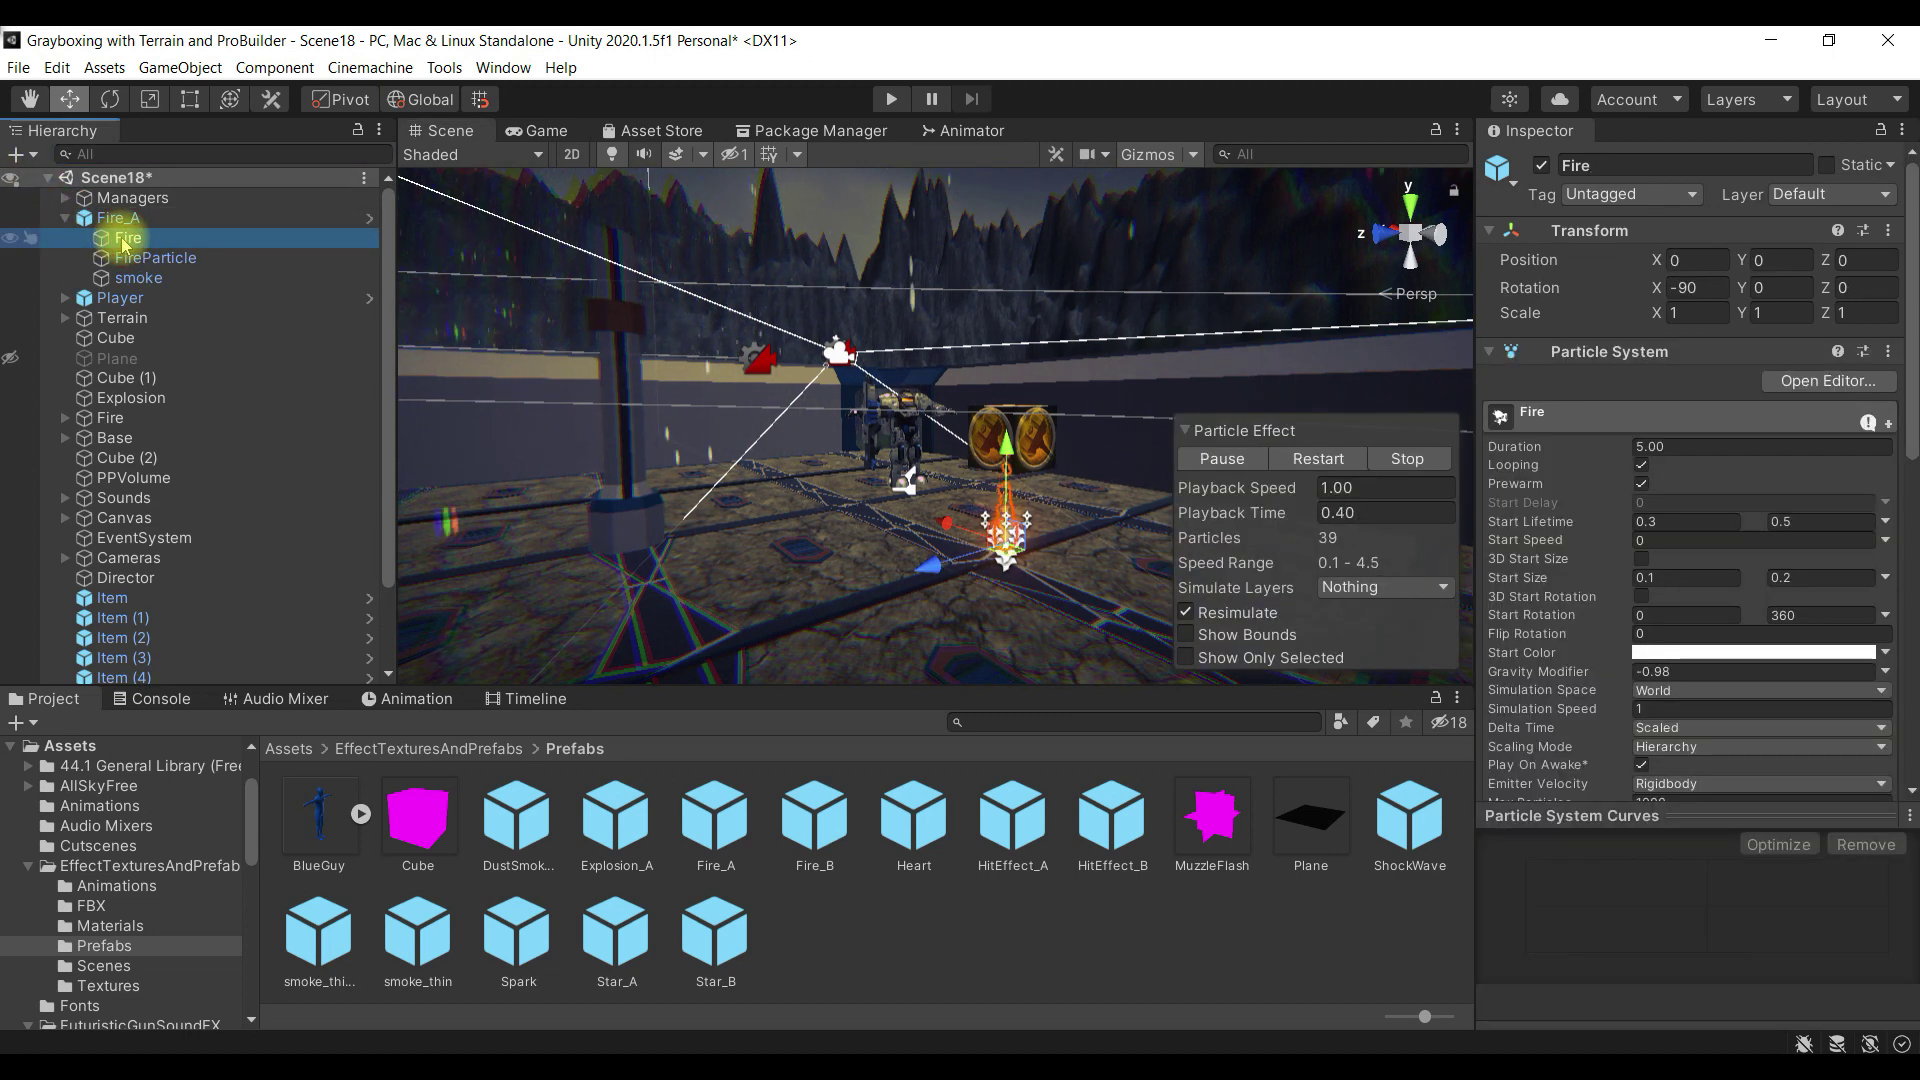 Grayboxing with Terrain and ProBuilder - Scene18 - PC, Mac & Linux Standalone - Unity 2020.1.5f1 Personal* <DX11>
File Edit Assets GameObject Component Cinemachine Tools Window Help
Pivot Global Account Layers Layout
Hierarchy
All
Scene18*
Managers
Fire_A
Fire
FireParticle
smoke
Player
Terrain
Cube
Plane
Cube (1)
Explosion
Fire
Base
Cube (2)
PPVolume
Sounds
Canvas
EventSystem
Cameras
Director
Item
Item (1)
Item (2)
Item (3)
Item (4)
Scene Game Asset Store Package Manager Animator
Shaded 2D 1 Gizmos All
y
z
Persp
Particle Effect
Pause Restart Stop
Playback Speed 1.00
Playback Time 0.40
Particles 39
Speed Range 0.1 - 4.5
Simulate Layers Nothing
Resimulate
Show Bounds
Show Only Selected
Inspector
Fire Static
Tag Untagged Layer Default
Transform
Position X 0 Y 0 Z 0
Rotation X -90 Y 0 Z 0
Scale X 1 Y 1 Z 1
Particle System
Open Editor...
Fire
Duration 5.00
Looping
Prewarm
Start Delay 0
Start Lifetime 0.3 0.5
Start Speed 0
3D Start Size
Start Size 0.1 0.2
3D Start Rotation
Start Rotation 0 360
Flip Rotation 0
Start Color
Gravity Modifier -0.98
Simulation Space World
Simulation Speed 1
Delta Time Scaled
Scaling Mode Hierarchy
Play On Awake*
Emitter Velocity Rigidbody
Particle System Curves
Optimize Remove
Project Console Audio Mixer Animation Timeline
18
Assets
44.1 General Library (Free
AllSkyFree
Animations
Audio Mixers
Cutscenes
EffectTexturesAndPrefab
Animations
FBX
Materials
Prefabs
Scenes
Textures
Fonts
FuturisticGunSoundFX
Assets > EffectTexturesAndPrefabs > Prefabs
BlueGuy Cube DustSmok... Explosion_A Fire_A Fire_B Heart HitEffect_A HitEffect_B MuzzleFlash Plane ShockWave
smoke_thi... smoke_thin Spark Star_A Star_B